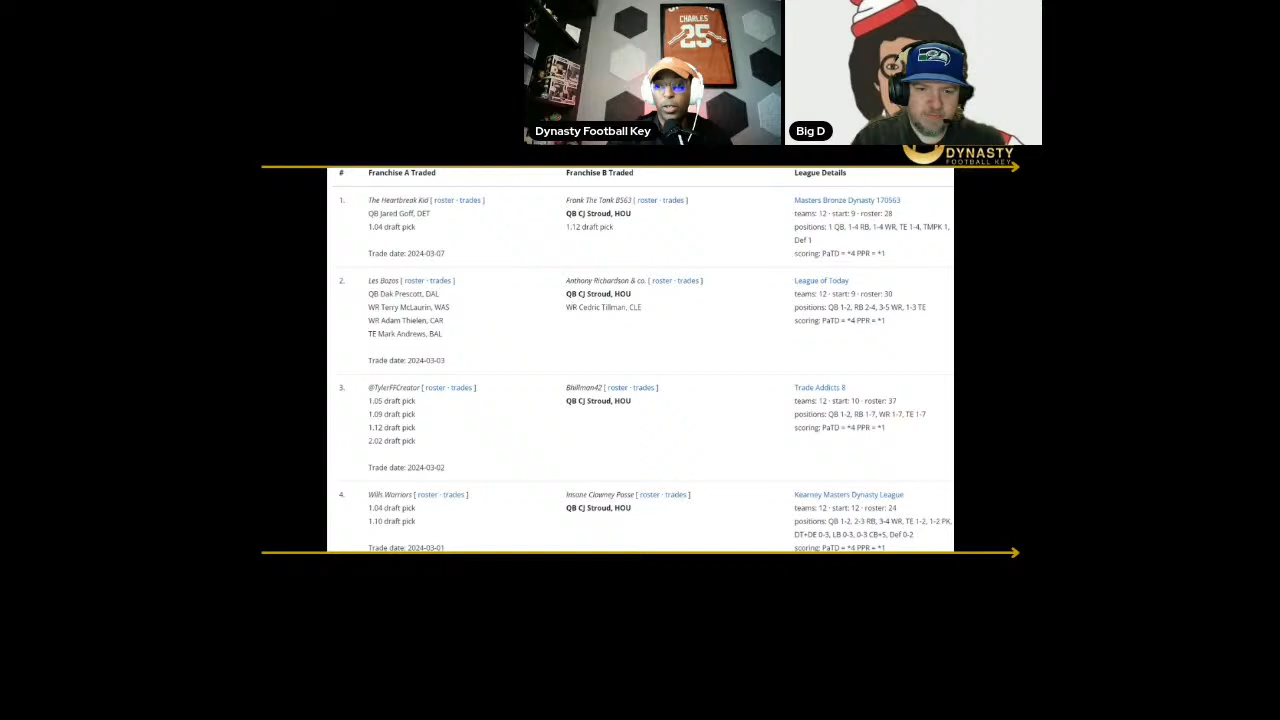 CHARLES
25
Dynasty Football Key
Big D
DYNASTY
FOOTBALL KEY
# Franchise A Traded Franchise B Traded League Details
1. The Heartbreak Kid [ roster · trades ] Frank The Tank B563 [ roster · trades ] Masters Bronze Dynasty 170563
QB Jared Goff, DET QB CJ Stroud, HOU teams: 12 · start: 9 · roster: 28
1.04 draft pick 1.12 draft pick positions: 1 QB, 1-4 RB, 1-4 WR, TE 1-4, TMPK 1,
Def 1
Trade date: 2024-03-07 scoring: PaTD = *4 PPR = *1
2. Les Bozos [ roster · trades ] Anthony Richardson & co. [ roster · trades ] League of Today
QB Dak Prescott, DAL QB CJ Stroud, HOU teams: 12 · start: 9 · roster: 30
WR Terry McLaurin, WAS WR Cedric Tillman, CLE positions: QB 1-2, RB 2-4, 3-5 WR, 1-3 TE
WR Adam Thielen, CAR scoring: PaTD = *4 PPR = *1
TE Mark Andrews, BAL
Trade date: 2024-03-03
3. @TylerFFCreator [ roster · trades ] Bhillman42 [ roster · trades ] Trade Addicts 8
1.05 draft pick QB CJ Stroud, HOU teams: 12 · start: 10 · roster: 37
1.09 draft pick positions: QB 1-2, RB 1-7, WR 1-7, TE 1-7
1.12 draft pick scoring: PaTD = *4 PPR = *1
2.02 draft pick
Trade date: 2024-03-02
4. Wills Warriors [ roster · trades ] Insane Clowney Posse [ roster · trades ] Kearney Masters Dynasty League
1.04 draft pick QB CJ Stroud, HOU teams: 12 · start: 12 · roster: 24
1.10 draft pick positions: QB 1-2, 2-3 RB, 3-4 WR, TE 1-2, 1-2 PK,
DT+DE 0-3, LB 0-3, 0-3 CB+S, Def 0-2
Trade date: 2024-03-01 scoring: PaTD = *4 PPR = *1